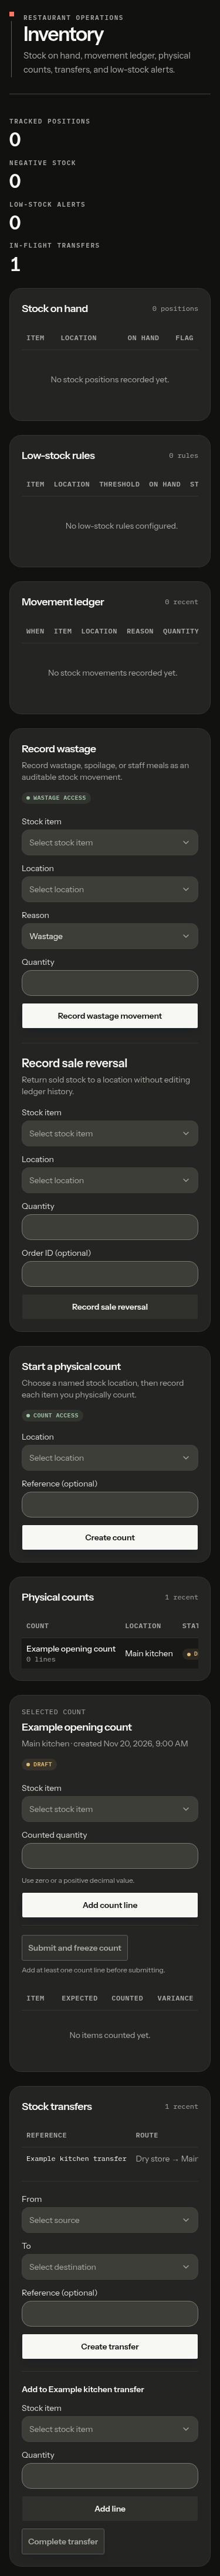 RESTAURANT OPERATIONS
Inventory
Stock on hand, movement ledger, physical
counts, transfers, and low-stock alerts.
TRACKED POSITIONS
0
NEGATIVE STOCK
0
LOW-STOCK ALERTS
0
IN-FLIGHT TRANSFERS
1
Stock on hand 0 positions
ITEM LOCATION ON HAND FLAG
No stock positions recorded yet.
Low-stock rules 0 rules
ITEM LOCATION THRESHOLD ON HAND ST
No low-stock rules configured.
Movement ledger 0 recent
WHEN ITEM LOCATION REASON QUANTITY
No stock movements recorded yet.
Record wastage
Record wastage, spoilage, or staff meals as an
auditable stock movement.
WASTAGE ACCESS
Stock item
Select stock item
Location
Select location
Reason
Wastage
Quantity
Record wastage movement
Record sale reversal
Return sold stock to a location without editing
ledger history.
Stock item
Select stock item
Location
Select location
Quantity
Order ID (optional)
Record sale reversal
Start a physical count
Choose a named stock location, then record
each item you physically count.
COUNT ACCESS
Location
Select location
Reference (optional)
Create count
Physical counts 1 recent
COUNT LOCATION STAT
Example opening count Main kitchen D
0 lines
SELECTED COUNT
Example opening count
Main kitchen · created Nov 20, 2026, 9:00 AM
DRAFT
Stock item
Select stock item
Counted quantity
Use zero or a positive decimal value.
Add count line
Submit and freeze count
Add at least one count line before submitting.
ITEM EXPECTED COUNTED VARIANCE
No items counted yet.
Stock transfers 1 recent
REFERENCE ROUTE
Example kitchen transfer Dry store → Main
From
Select source
To
Select destination
Reference (optional)
Create transfer
Add to Example kitchen transfer
Stock item
Select stock item
Quantity
Add line
Complete transfer